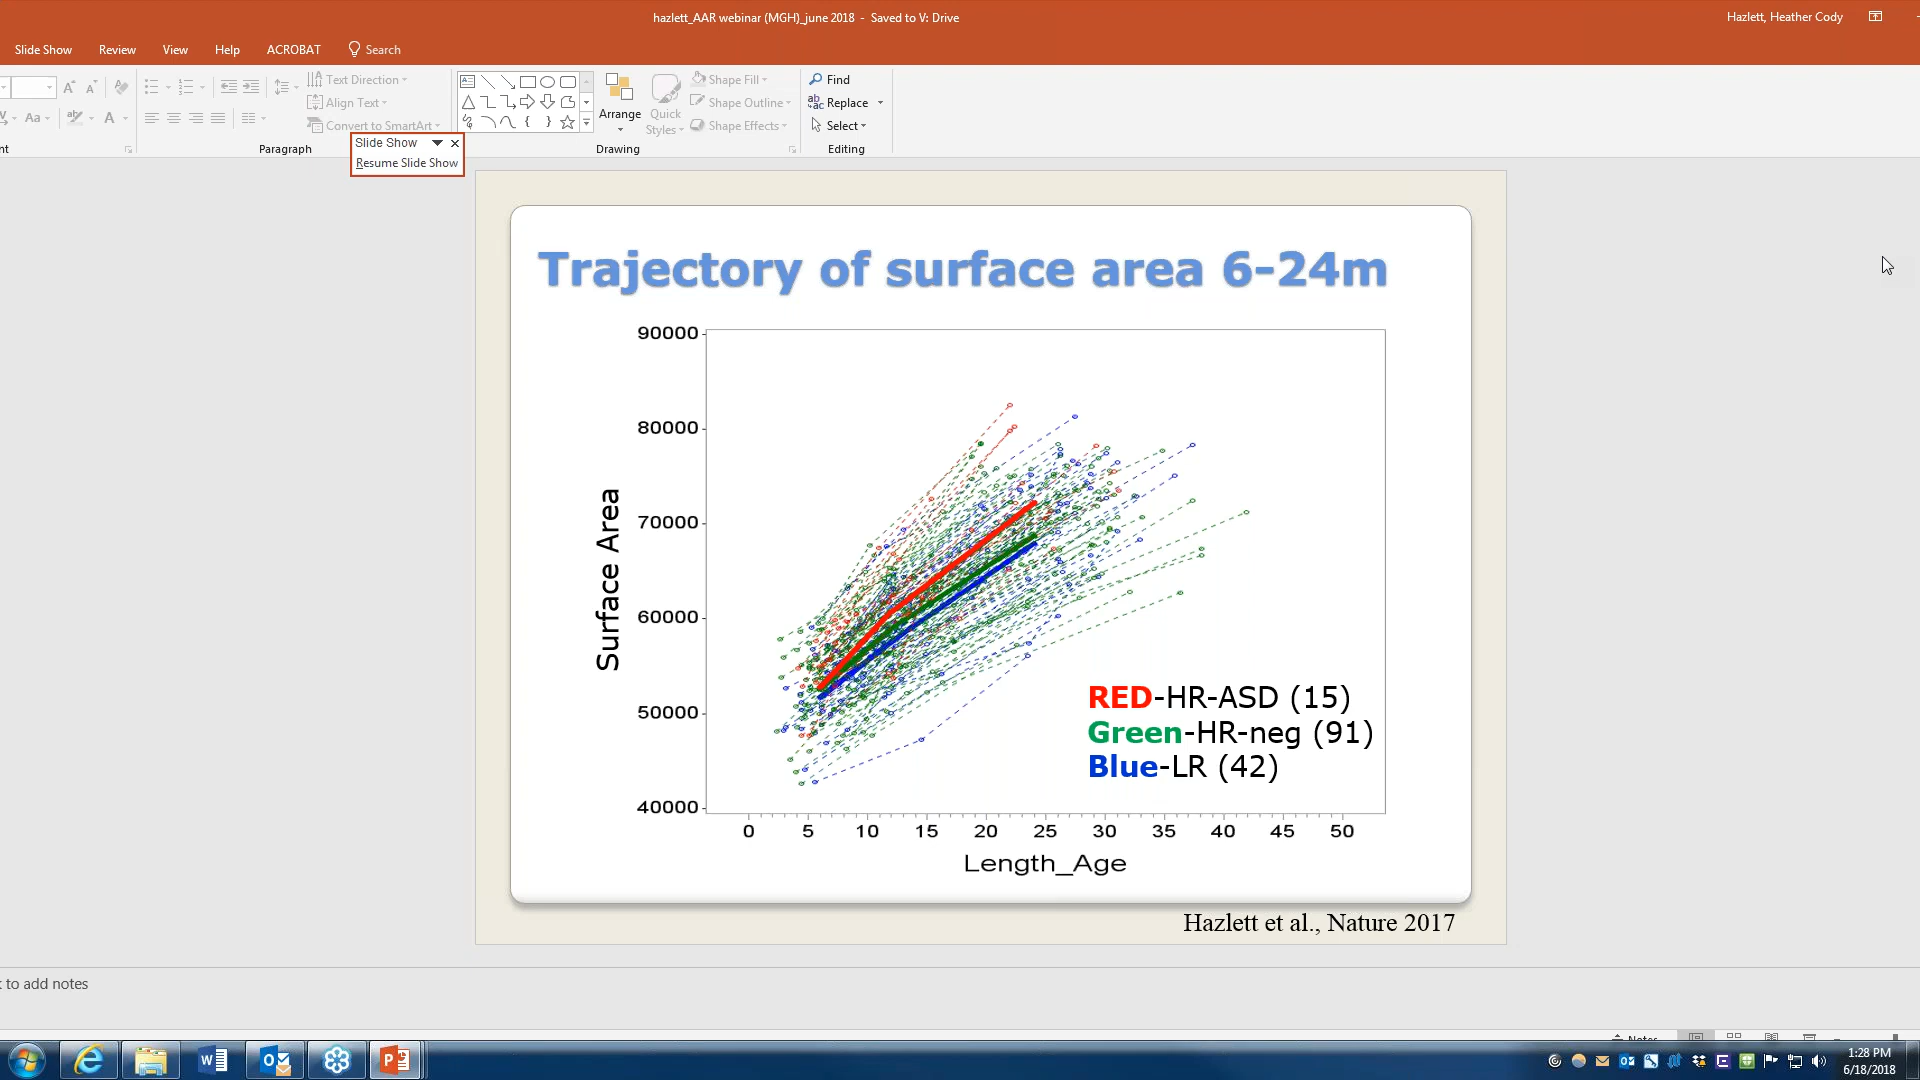 hazlett_AAR webinar (MGH)_june 2018 - Saved to V: Drive
Hazlett, Heather Cody
Slide Show Review View Help ACROBAT Search
Text Direction
Align Text
Convert to SmartArt
Paragraph
Arrange
Quick
Styles
Shape Fill
Shape Outline
Shape Effects
Drawing
Find
Replace
Select
Editing
Slide Show
Resume Slide Show
Trajectory of surface area 6-24m
90000
80000
70000
60000
50000
40000
Surface Area
RED-HR-ASD (15)
Green-HR-neg (91)
Blue-LR (42)
0 5 10 15 20 25 30 35 40 45 50
Length_Age
Hazlett et al., Nature 2017
to add notes
1:28 PM
6/18/2018